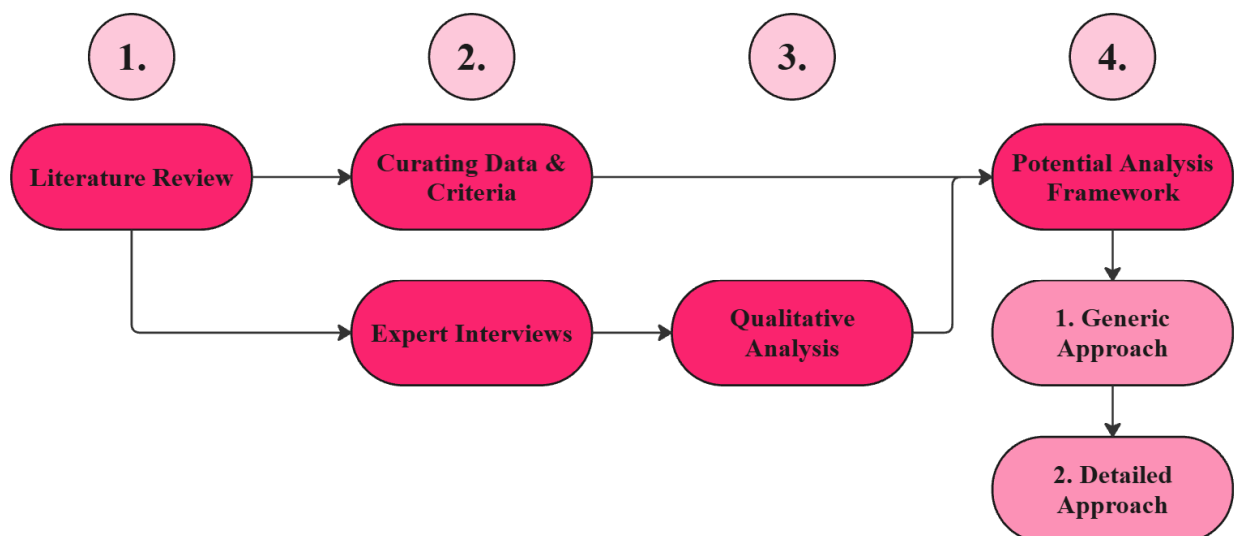 1.
2.
3.
4.
Literature Review
Curating Data &
Criteria
Potential Analysis
Framework
Expert Interviews
Qualitative
Analysis
1. Generic
Approach
2. Detailed
Approach